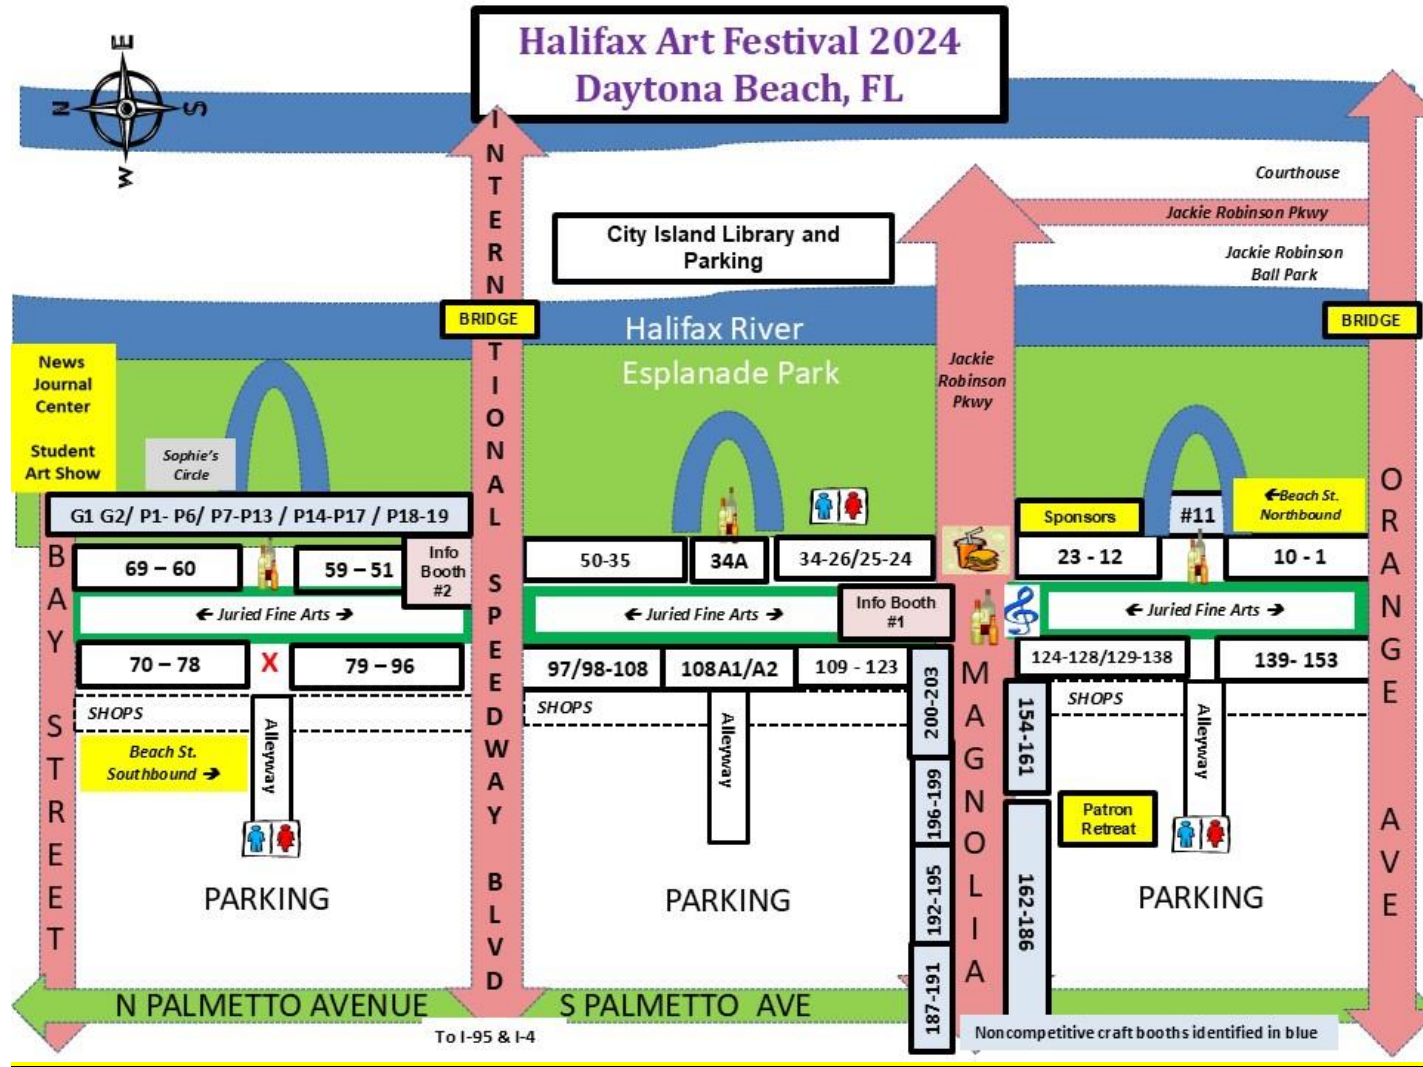 Halifax Art Festival 2024
Daytona Beach, FL
E
N
S
W
INTERNATIONAL SPEEDWAY BLVD
Courthouse
Jackie Robinson Pkwy
City Island Library and
Parking
Jackie Robinson
Ball Park
BRIDGE
Halifax River
BRIDGE
News
Journal
Center
Student
Art Show
Esplanade Park
Jackie
Robinson
Pkwy
Sophie's
Circle
ORANGE AVE
G1 G2/ P1- P6/ P7-P13 / P14-P17 / P18-19
Sponsors
#11
🡨Beach St.
Northbound
BAY STREET
69 – 60
59 – 51
Info
Booth
#2
50-35
34A
34-26/25-24
23 - 12
10 - 1
← Juried Fine Arts →
← Juried Fine Arts →
Info Booth
#1
← Juried Fine Arts →
70 – 78
X
79 – 96
97/98-108
108A1/A2
109 - 123
124-128/129-138
139- 153
MAGNOLIA
200-203
154-161
SHOPS
SHOPS
SHOPS
Alleyway
Alleyway
Alleyway
Beach St.
Southbound →
196-199
Patron
Retreat
192-195
162-186
PARKING
PARKING
PARKING
187-191
N PALMETTO AVENUE
S PALMETTO AVE
To I-95 & I-4
Noncompetitive craft booths identified in blue